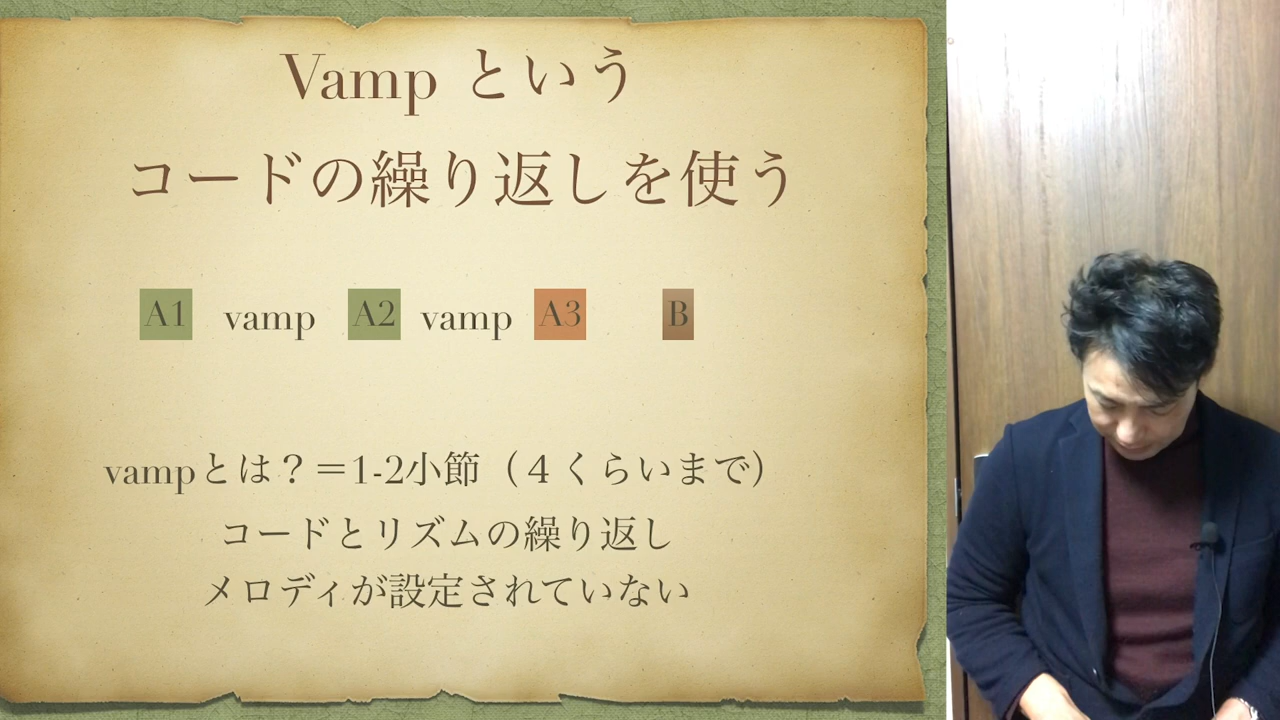 Vamp という
コードの繰り返しを使う
A1 vamp A2 vamp A3 B
vampとは？＝1-2小節（４くらいまで）
コードとリズムの繰り返し
メロディが設定されていない